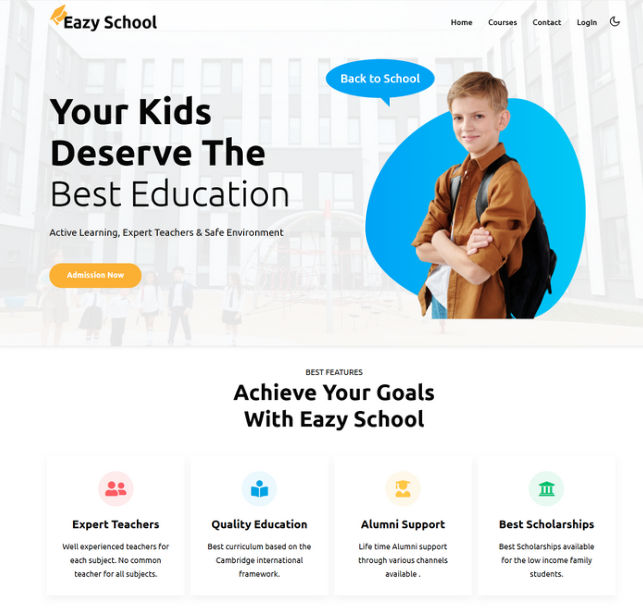 Eazy School
Home Courses Contact Login
Back to School
Your Kids
Deserve The
Best Education
Active Learning, Expert Teachers & Safe Environment
Admission Now
BEST FEATURES
Achieve Your Goals
With Eazy School
Expert Teachers
Well experienced teachers for
each subject. No common
teacher for all subjects.
Quality Education
Best curriculum based on the
Cambridge international
framework.
Alumni Support
Life time Alumni support
through various channels
available .
Best Scholarships
Best Scholarships available
for the low income family
students.